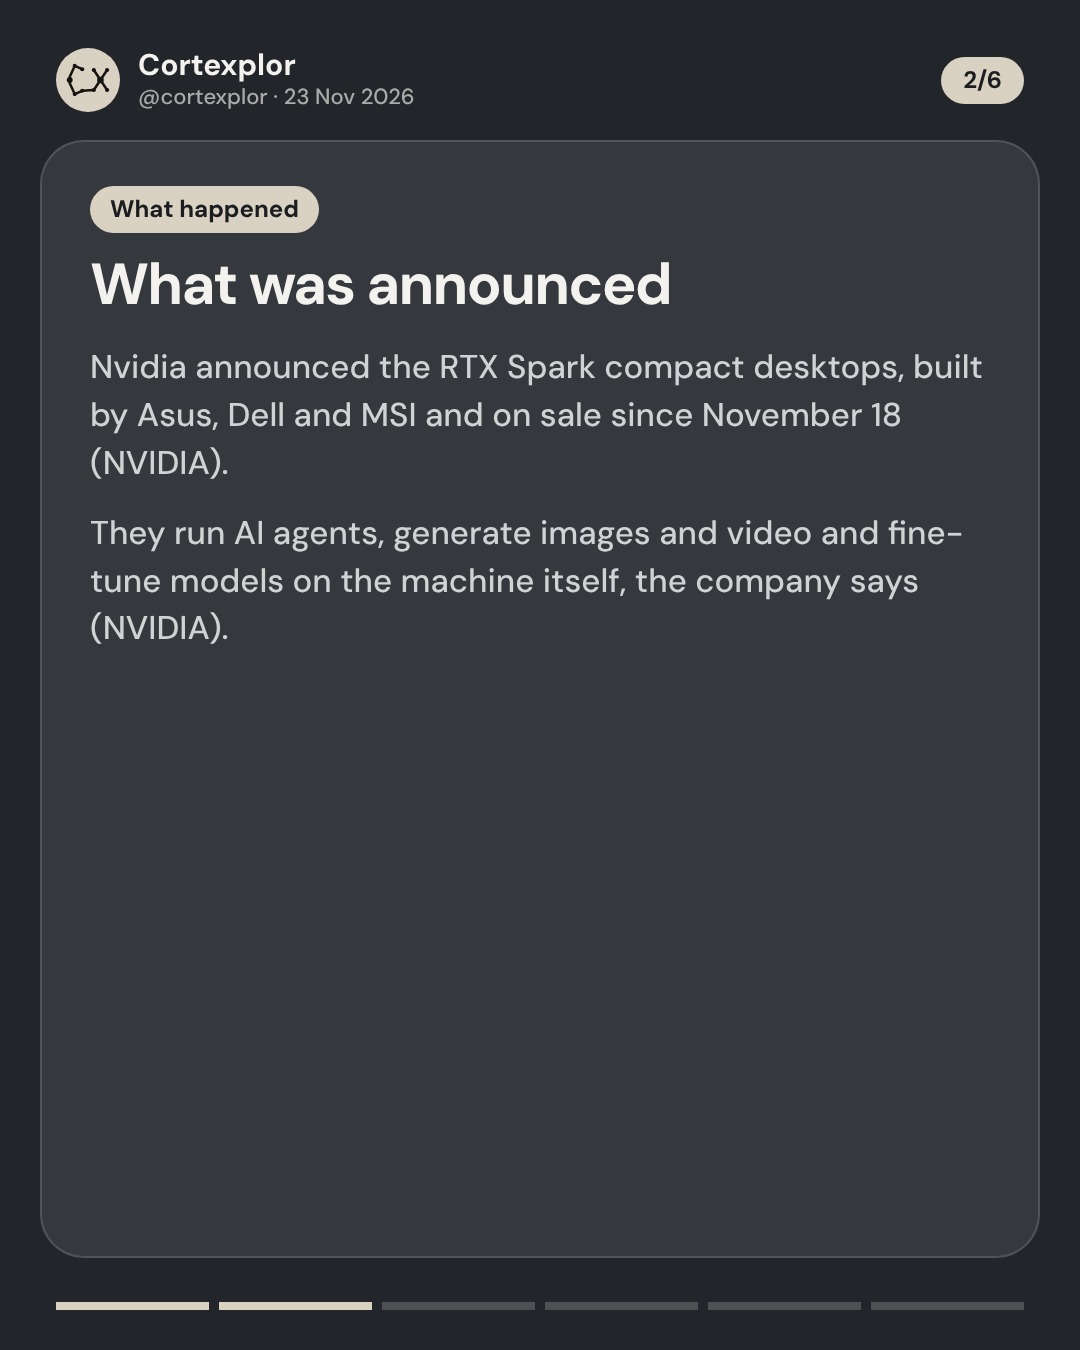 Cortexplor
@cortexplor · 23 Nov 2026
2/6
What happened
What was announced
Nvidia announced the RTX Spark compact desktops, built
by Asus, Dell and MSI and on sale since November 18
(NVIDIA).
They run AI agents, generate images and video and fine-
tune models on the machine itself, the company says
(NVIDIA).